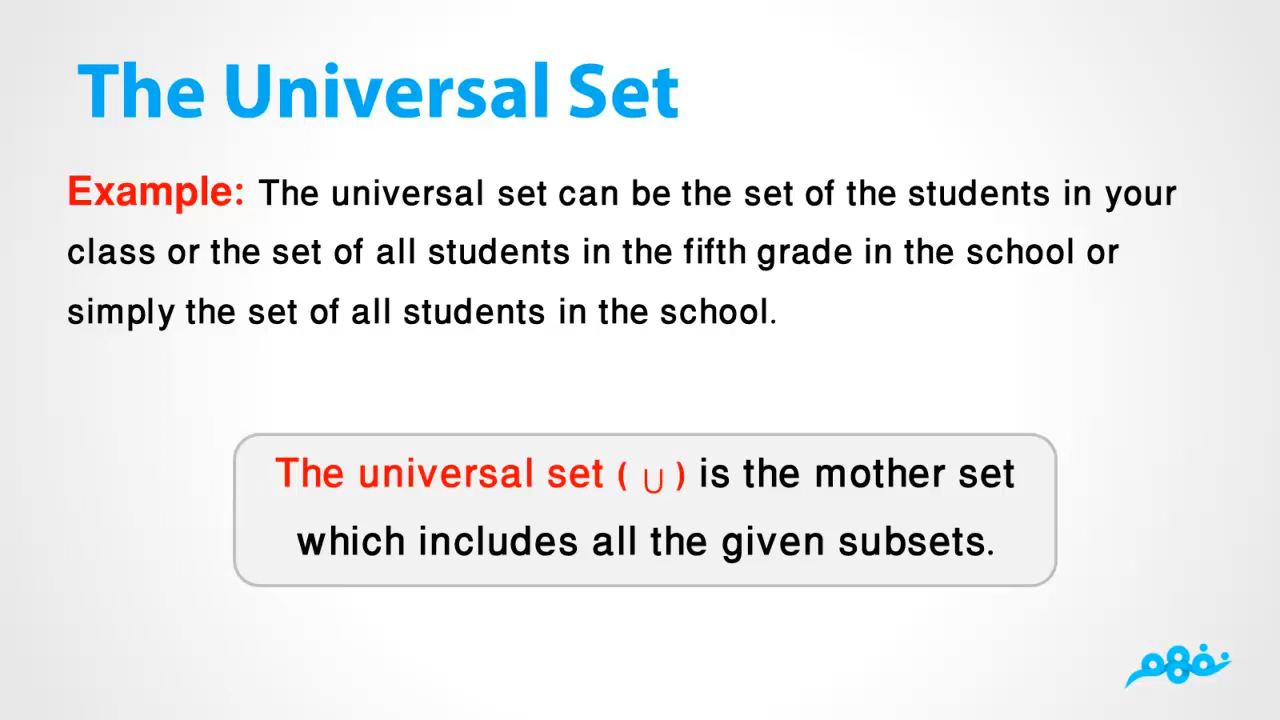 The Universal Set
Example: The universal set can be the set of the students in your
class or the set of all students in the fifth grade in the school or
simply the set of all students in the school.
The universal set ( ∪ ) is the mother set
which includes all the given subsets.
نفهم